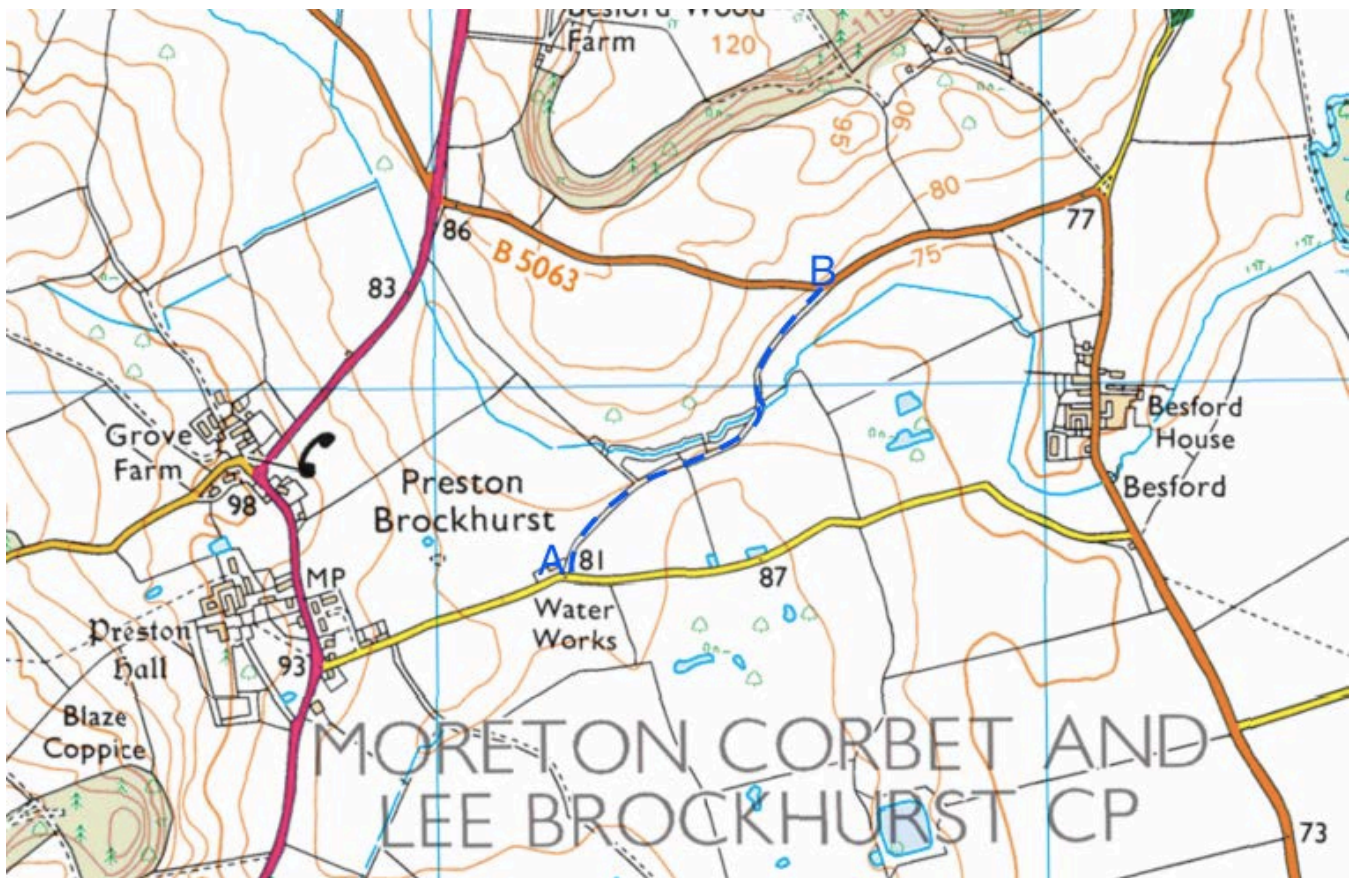 Besford Wood
Farm
120
110
95
90
80
77
75
86
B 5063
83
B
Grove
Farm
98
Preston
Brockhurst
Besford
House
Besford
A
81
87
MP
Water
Works
Preston
Hall
93
Blaze
Coppice
MORETON CORBET AND
LEE BROCKHURST CP
73